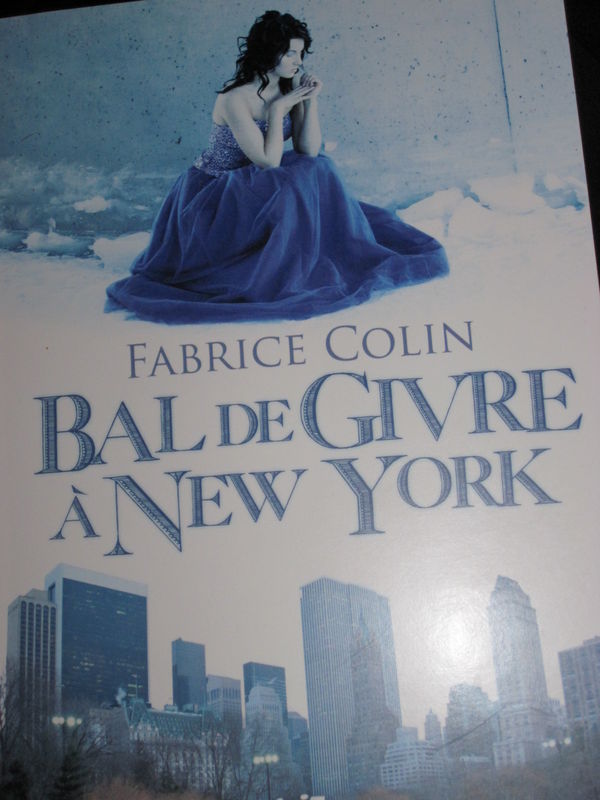 FABRICE COLIN
BAL DE GIVRE
À NEW YORK